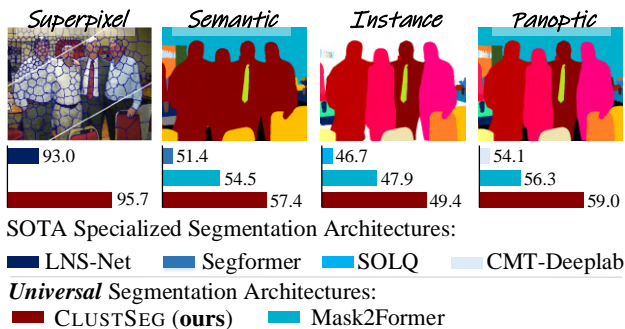 Superpixel Semantic Instance Panoptic
93.0 51.4 46.7 54.1
54.5 47.9 56.3
95.7 57.4 49.4 59.0
SOTA Specialized Segmentation Architectures:
LNS-Net Segformer SOLQ CMT-Deeplab
Universal Segmentation Architectures:
CLUSTSEG (ours) Mask2Former